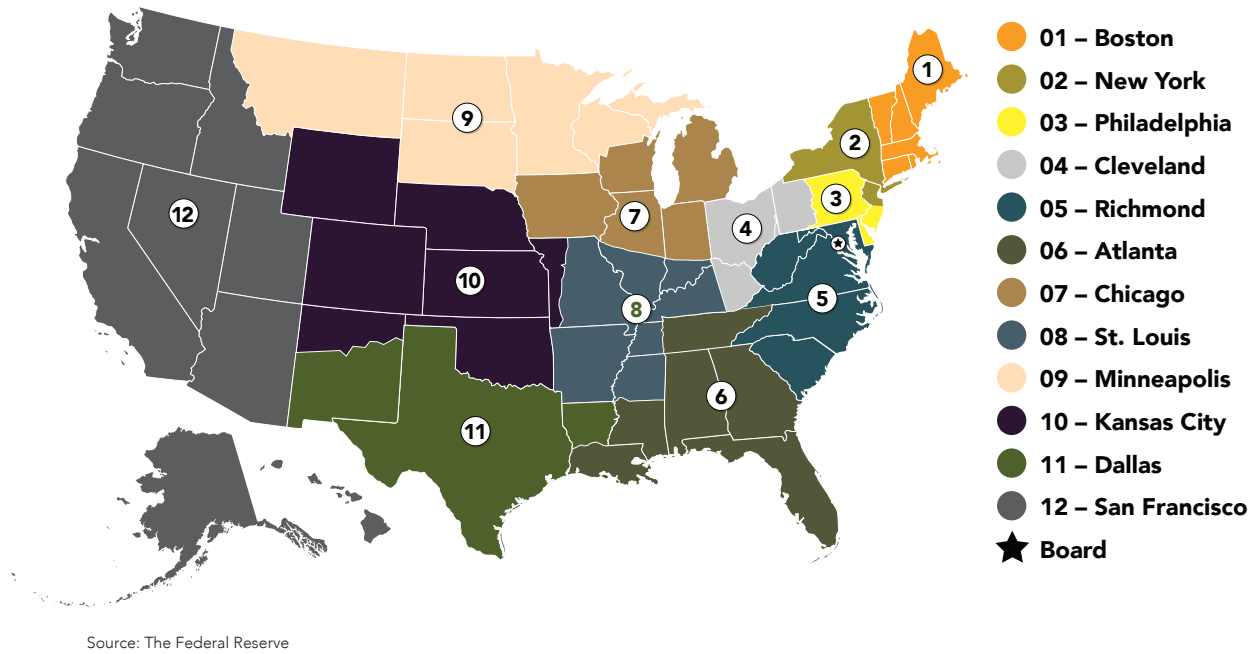 1
2
3
4
5
6
7
8
9
10
11
12
01 – Boston
02 – New York
03 – Philadelphia
04 – Cleveland
05 – Richmond
06 – Atlanta
07 – Chicago
08 – St. Louis
09 – Minneapolis
10 – Kansas City
11 – Dallas
12 – San Francisco
Board
Source: The Federal Reserve